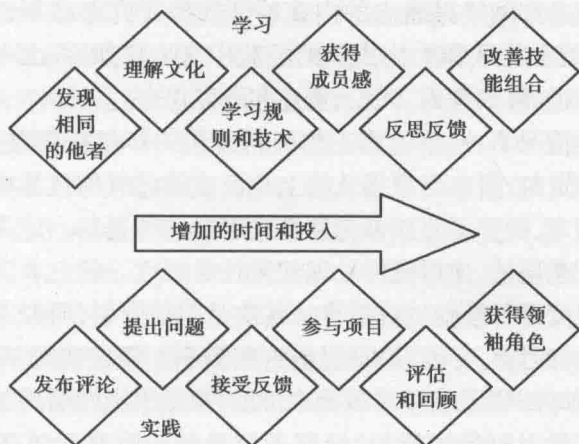 学习
理解文化
获得
成员感
改善技
能组合
发现
相同
的他者
学习规
则和技术
反思反馈
增加的时间和投入
提出问题
参与项目
获得领
袖角色
发布评论
接受反馈
评估
和回顾
实践